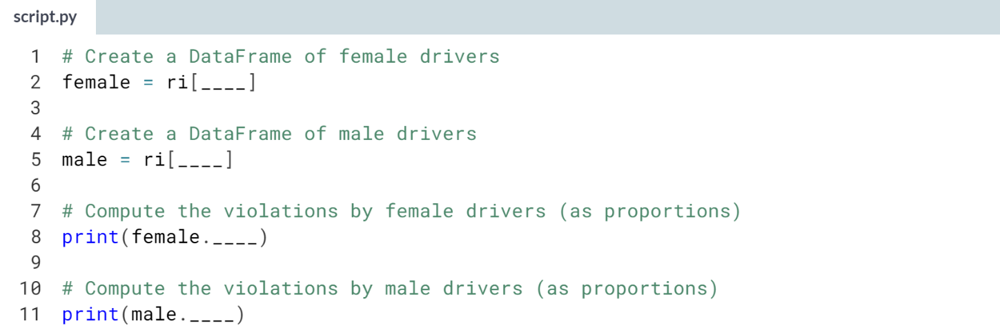 script.py
1 # Create a DataFrame of female drivers
2 female = ri[____]
3
4 # Create a DataFrame of male drivers
5 male = ri[____]
6
7 # Compute the violations by female drivers (as proportions)
8 print(female.____)
9
10 # Compute the violations by male drivers (as proportions)
11 print(male.____)